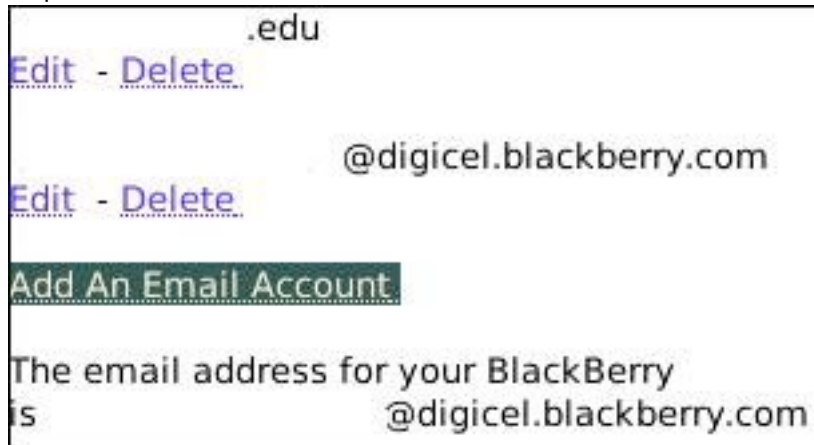 .edu
Edit - Delete
@digicel.blackberry.com
Edit - Delete
Add An Email Account
The email address for your BlackBerry
is @digicel.blackberry.com